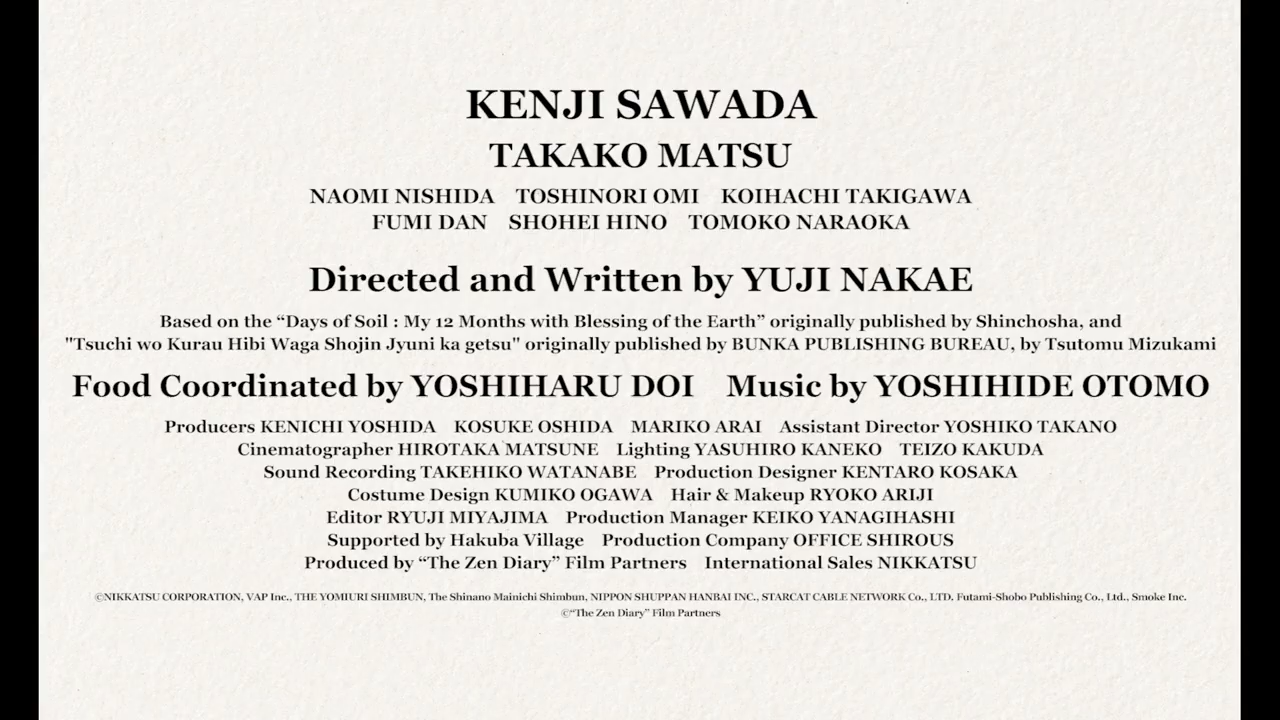 KENJI SAWADA
TAKAKO MATSU
NAOMI NISHIDA TOSHINORI OMI KOIHACHI TAKIGAWA
FUMI DAN SHOHEI HINO TOMOKO NARAOKA
Directed and Written by YUJI NAKAE
Based on the “Days of Soil : My 12 Months with Blessing of the Earth” originally published by Shinchosha, and
"Tsuchi wo Kurau Hibi Waga Shojin Jyuni ka getsu" originally published by BUNKA PUBLISHING BUREAU, by Tsutomu Mizukami
Food Coordinated by YOSHIHARU DOI Music by YOSHIHIDE OTOMO
Producers KENICHI YOSHIDA KOSUKE OSHIDA MARIKO ARAI Assistant Director YOSHIKO TAKANO
Cinematographer HIROTAKA MATSUNE Lighting YASUHIRO KANEKO TEIZO KAKUDA
Sound Recording TAKEHIKO WATANABE Production Designer KENTARO KOSAKA
Costume Design KUMIKO OGAWA Hair & Makeup RYOKO ARIJI
Editor RYUJI MIYAJIMA Production Manager KEIKO YANAGIHASHI
Supported by Hakuba Village Production Company OFFICE SHIROUS
Produced by “The Zen Diary” Film Partners International Sales NIKKATSU
©NIKKATSU CORPORATION, VAP Inc., THE YOMIURI SHIMBUN, The Shinano Mainichi Shimbun, NIPPON SHUPPAN HANBAI INC., STARCAT CABLE NETWORK Co., LTD. Futami-Shobo Publishing Co., Ltd., Smoke Inc.
©“The Zen Diary” Film Partners